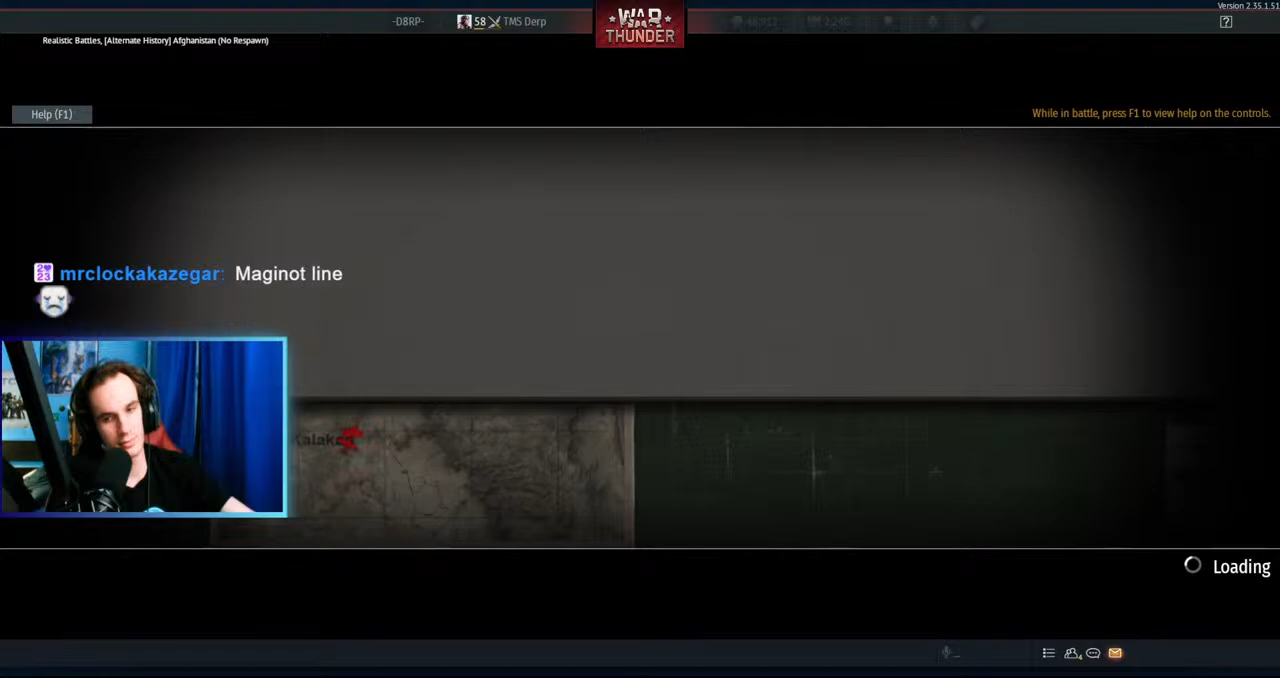 Version 2.35.1.51
-D8RP-
58 TMS Derp
WAR
THUNDER
Realistic Battles, [Alternate History] Afghanistan (No Respawn)
Help (F1)
While in battle, press F1 to view help on the controls.
mrclockakazegar: Maginot line
Loading